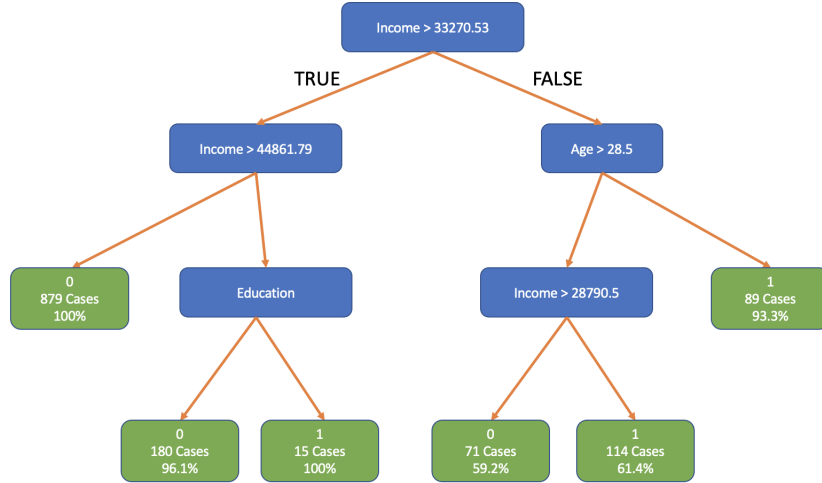 Income > 33270.53
TRUE
FALSE
Income > 44861.79
Age > 28.5
0
879 Cases
100%
Education
Income > 28790.5
1
89 Cases
93.3%
0
180 Cases
96.1%
1
15 Cases
100%
0
71 Cases
59.2%
1
114 Cases
61.4%